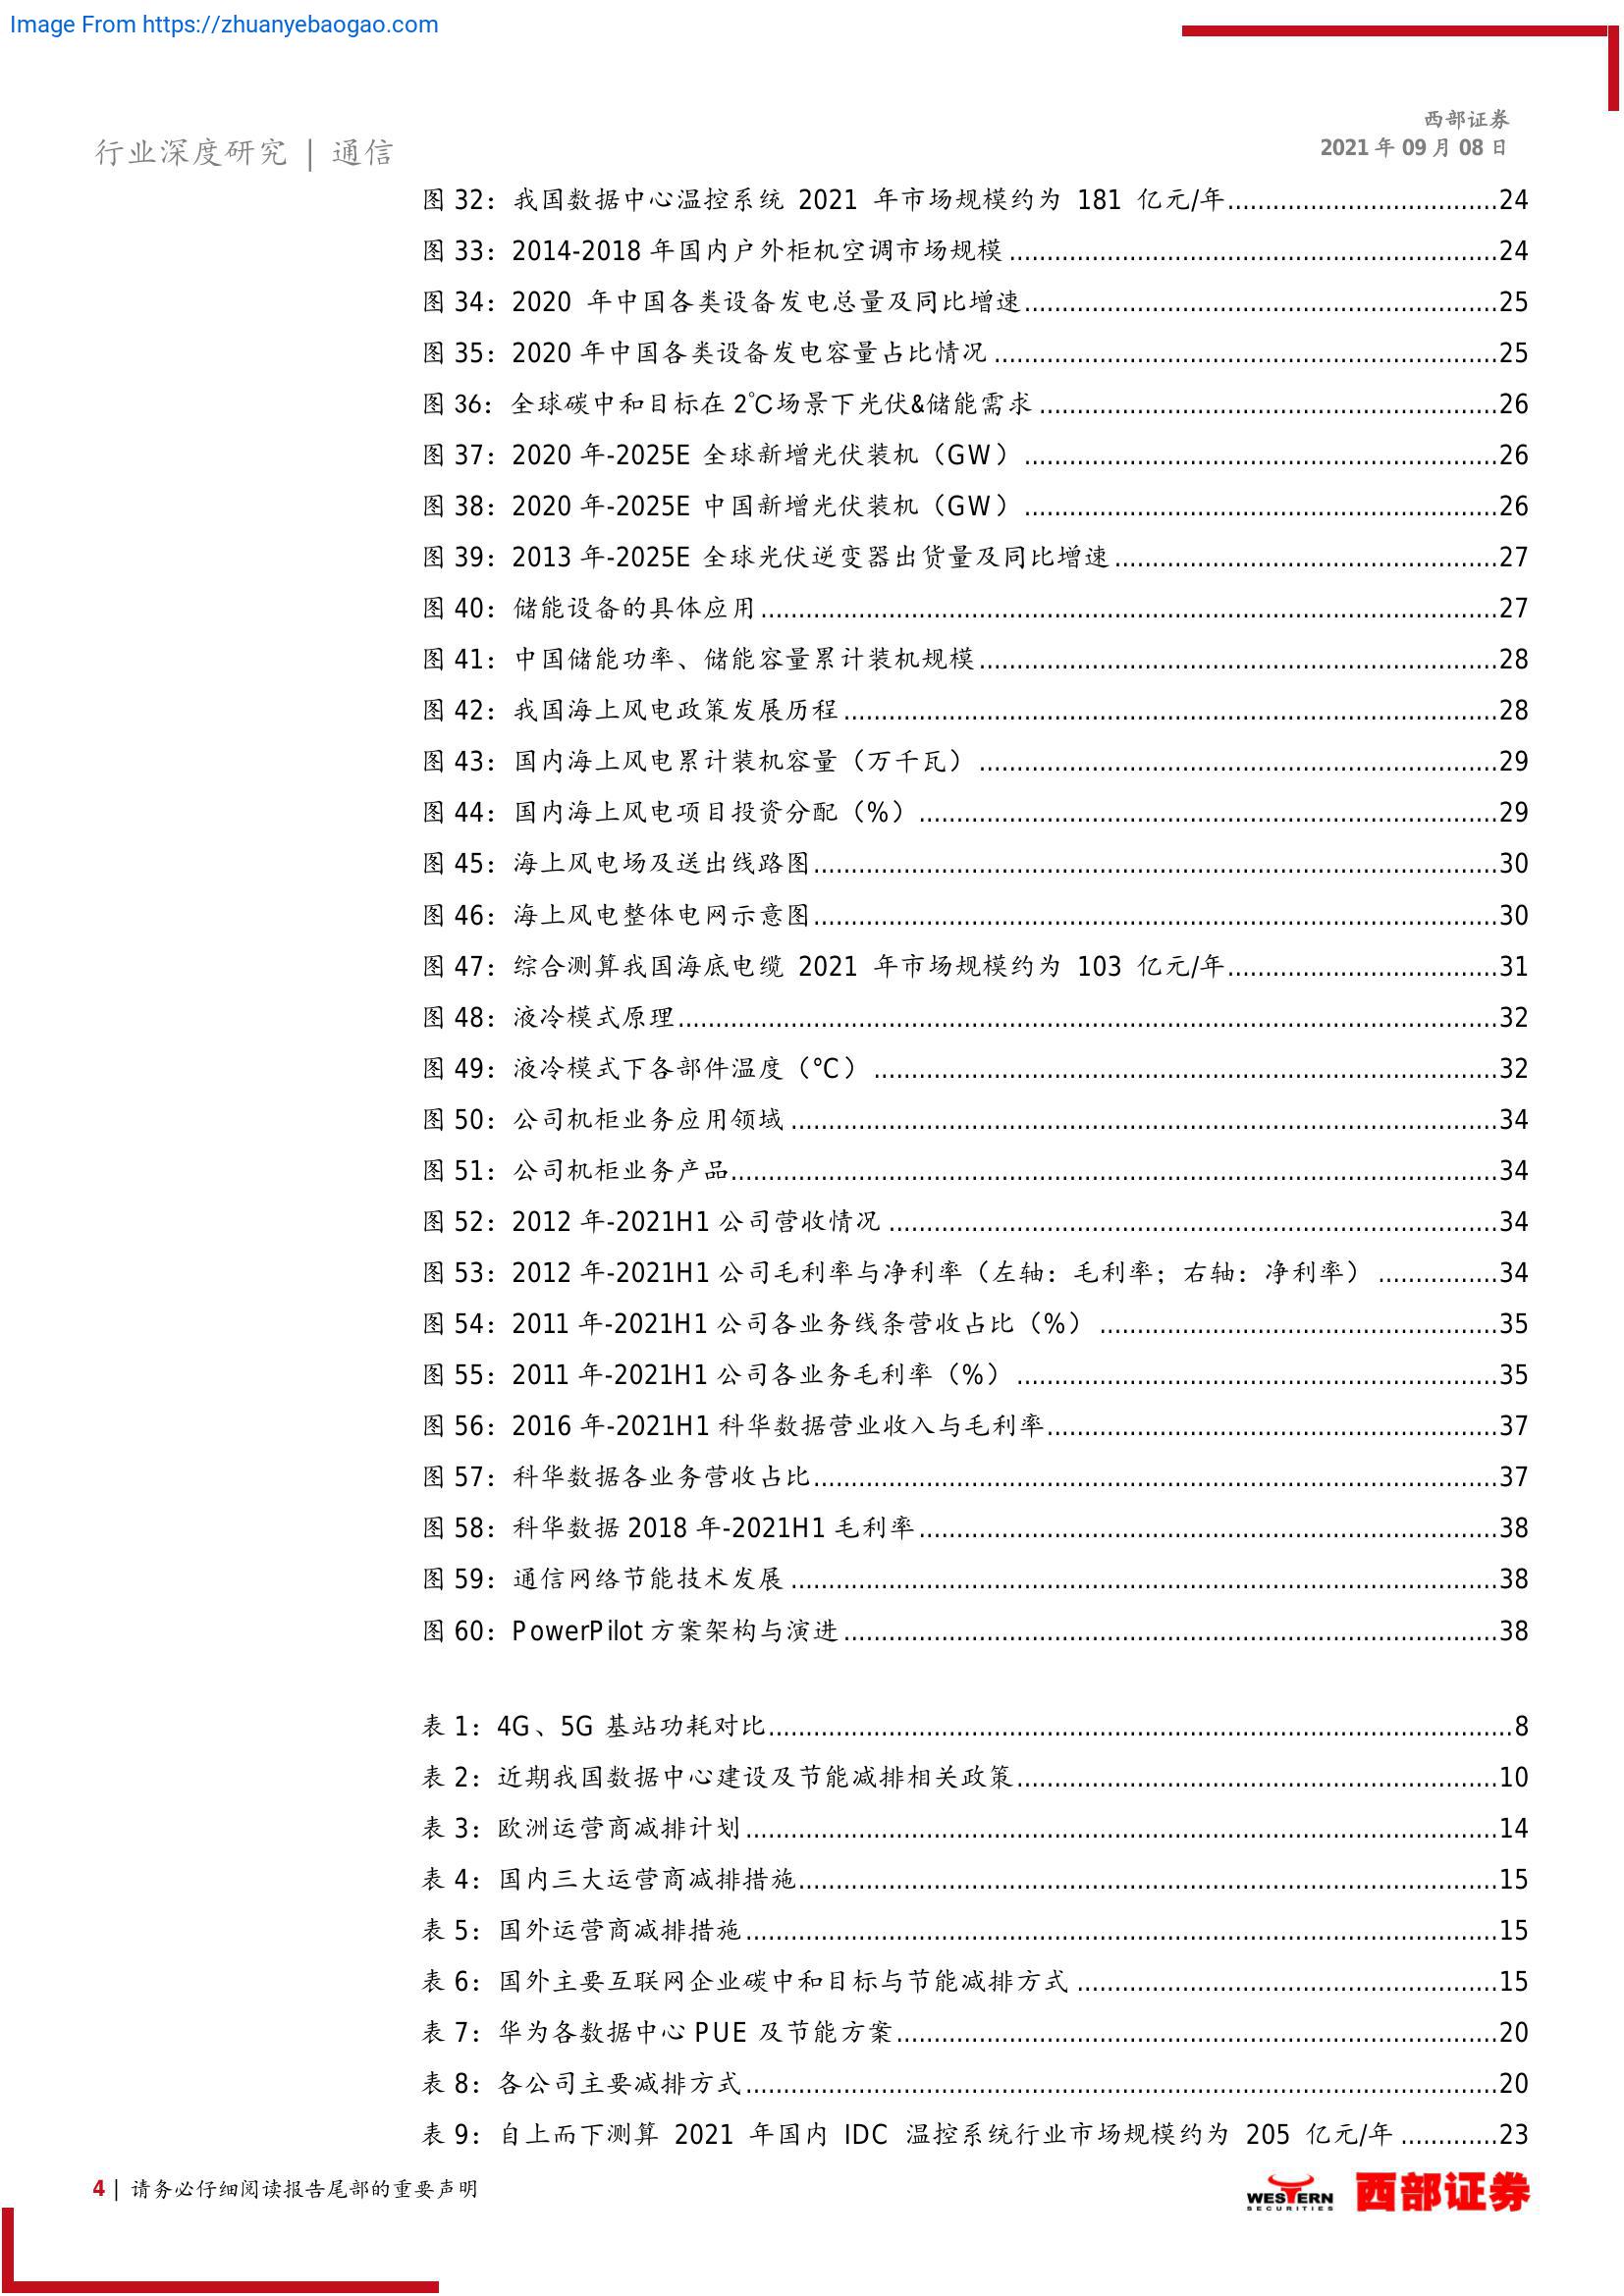 Image From https://zhuanyebaogao.com
西部证券
2021 年 09 月 08 日
行业深度研究 | 通信
图 32：我国数据中心温控系统 2021 年市场规模约为 181 亿元/年....................................24
图 33：2014-2018 年国内户外柜机空调市场规模 ....................................24
图 34：2020 年中国各类设备发电总量及同比增速....................................25
图 35：2020 年中国各类设备发电容量占比情况 ....................................25
图 36：全球碳中和目标在 2℃场景下光伏&储能需求 ....................................26
图 37：2020 年-2025E 全球新增光伏装机（GW） ....................................26
图 38：2020 年-2025E 中国新增光伏装机（GW） ....................................26
图 39：2013 年-2025E 全球光伏逆变器出货量及同比增速....................................27
图 40：储能设备的具体应用....................................27
图 41：中国储能功率、储能容量累计装机规模....................................28
图 42：我国海上风电政策发展历程....................................28
图 43：国内海上风电累计装机容量（万千瓦） ....................................29
图 44：国内海上风电项目投资分配（%）....................................29
图 45：海上风电场及送出线路图....................................30
图 46：海上风电整体电网示意图....................................30
图 47：综合测算我国海底电缆 2021 年市场规模约为 103 亿元/年....................................31
图 48：液冷模式原理....................................32
图 49：液冷模式下各部件温度（℃） ....................................32
图 50：公司机柜业务应用领域 ....................................34
图 51：公司机柜业务产品....................................34
图 52：2012 年-2021H1 公司营收情况 ....................................34
图 53：2012 年-2021H1 公司毛利率与净利率（左轴：毛利率；右轴：净利率） ................34
图 54：2011 年-2021H1 公司各业务线条营收占比（%） ....................................35
图 55：2011 年-2021H1 公司各业务毛利率（%） ....................................35
图 56：2016 年-2021H1 科华数据营业收入与毛利率....................................37
图 57：科华数据各业务营收占比....................................37
图 58：科华数据 2018 年-2021H1 毛利率....................................38
图 59：通信网络节能技术发展 ....................................38
图 60：PowerPilot 方案架构与演进....................................38
表 1：4G、5G 基站功耗对比....................................8
表 2：近期我国数据中心建设及节能减排相关政策....................................10
表 3：欧洲运营商减排计划....................................14
表 4：国内三大运营商减排措施....................................15
表 5：国外运营商减排措施....................................15
表 6：国外主要互联网企业碳中和目标与节能减排方式 ....................................15
表 7：华为各数据中心 PUE 及节能方案....................................20
表 8：各公司主要减排方式....................................20
表 9：自上而下测算 2021 年国内 IDC 温控系统行业市场规模约为 205 亿元/年 .............23
4 | 请务必仔细阅读报告尾部的重要声明
WESTERN
SECURITIES
西部证券